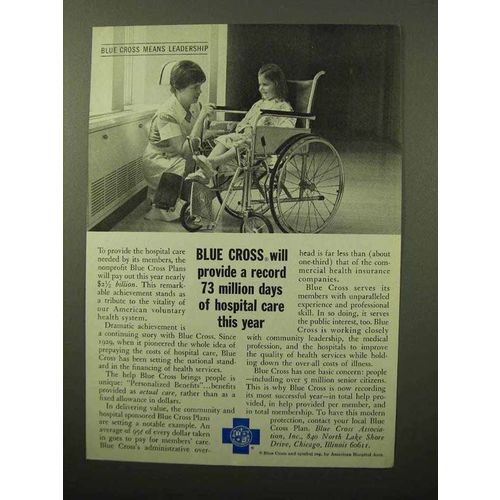 BLUE CROSS MEANS LEADERSHIP
To provide the hospital care
needed by its members, the
nonprofit Blue Cross Plans
will pay out this year nearly
$2½ billion. This remark-
able achievement stands as
a tribute to the vitality of
our American voluntary
health system.
Dramatic achievement is
a continuing story with Blue Cross. Since
1929, when it pioneered the whole idea of
prepaying the costs of hospital care, Blue
Cross has been setting the national stand-
ard in the financing of health services.
The help Blue Cross brings people is
unique: "Personalized Benefits"...benefits
provided as actual care, rather than as a
fixed allowance in dollars.
In delivering value, the community and
hospital sponsored Blue Cross Plans
are setting a notable example. An
average of 95¢ of every dollar taken
in goes to pay for members' care.
Blue Cross's administrative over-
BLUE CROSS® will
provide a record
73 million days
of hospital care
this year
head is far less than (about
one-third) that of the com-
mercial health insurance
companies.
Blue Cross serves its
members with unparalleled
experience and professional
skill. In so doing, it serves
the public interest, too. Blue
Cross is working closely
with community leadership, the medical
profession, and the hospitals to improve
the quality of health services while hold-
ing down the over-all costs of illness.
Blue Cross has one basic concern: people
—including over 5 million senior citizens.
This is why Blue Cross is now recording
its most successful year—in total help pro-
vided, in help provided per member, and
in total membership. To have this modern
protection, contact your local Blue
Cross Plan. Blue Cross Associa-
tion, Inc., 840 North Lake Shore
Drive, Chicago, Illinois 60611.
® Blue Cross and symbol reg. by American Hospital Assn.